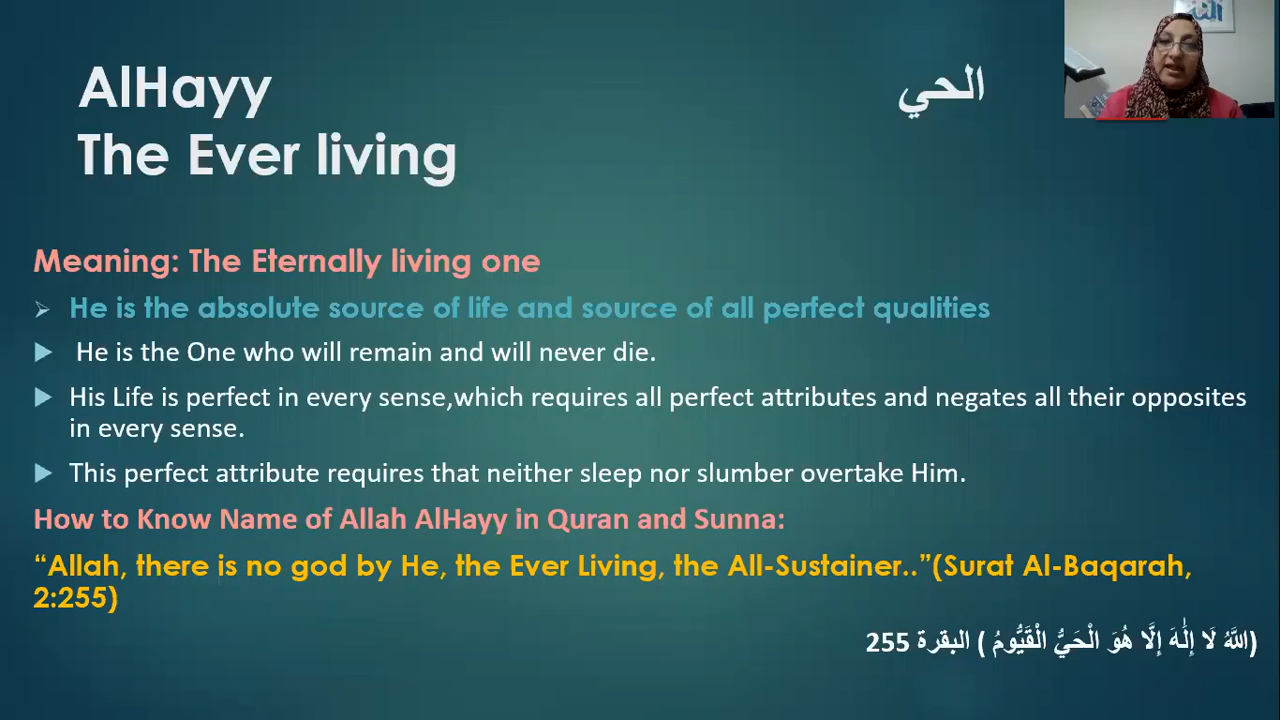 AlHayy
الحي
The Ever living
Meaning: The Eternally living one
He is the absolute source of life and source of all perfect qualities
He is the One who will remain and will never die.
His Life is perfect in every sense,which requires all perfect attributes and negates all their opposites
in every sense.
This perfect attribute requires that neither sleep nor slumber overtake Him.
How to Know Name of Allah AlHayy in Quran and Sunna:
“Allah, there is no god by He, the Ever Living, the All-Sustainer..”(Surat Al-Baqarah,
2:255)
(اللَّهُ لَا إِلَٰهَ إِلَّا هُوَ الْحَيُّ الْقَيُّومُ ) البقرة 255
الله